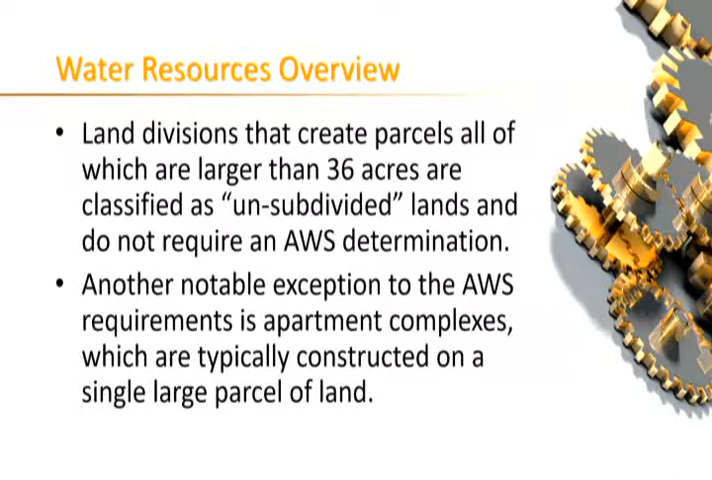 Water Resources Overview
• Land divisions that create parcels all of
which are larger than 36 acres are
classified as “un-subdivided” lands and
do not require an AWS determination.
• Another notable exception to the AWS
requirements is apartment complexes,
which are typically constructed on a
single large parcel of land.